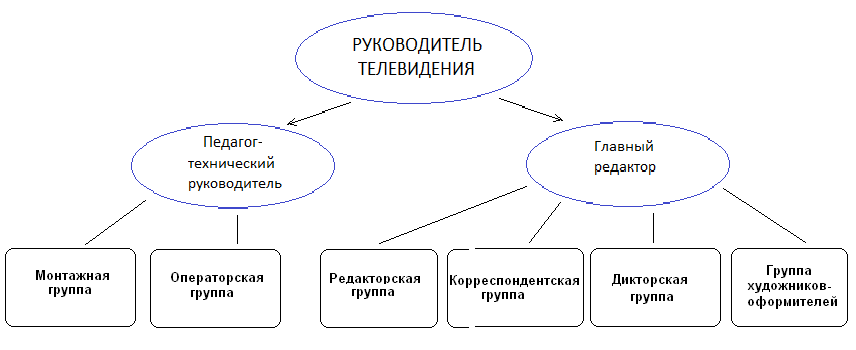 РУКОВОДИТЕЛЬ
ТЕЛЕВИДЕНИЯ
Педагог-
технический
руководитель
Главный
редактор
Монтажная
группа
Операторская
группа
Редакторская
группа
Корреспондентская
группа
Дикторская
группа
Группа
художников-
оформителей